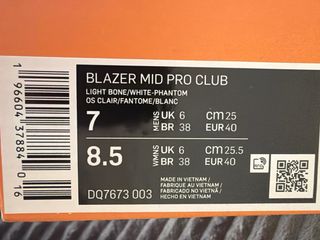 BLAZER MID PRO CLUB
LIGHT BONE/WHITE-PHANTOM
OS CLAIR/FANTOME/BLANC
7 MENS UK 6 cm 25
BR 38 EUR 40
8.5 WMNS UK 6 cm 25.5
BR 38 EUR 40
DQ7673 003
MADE IN VIETNAM /
FABRIQUÉ AU VIETNAM /
FABRICADO NO VIETNÃ /
HECHO EN VIETNAM
1 96604 37884 0 16